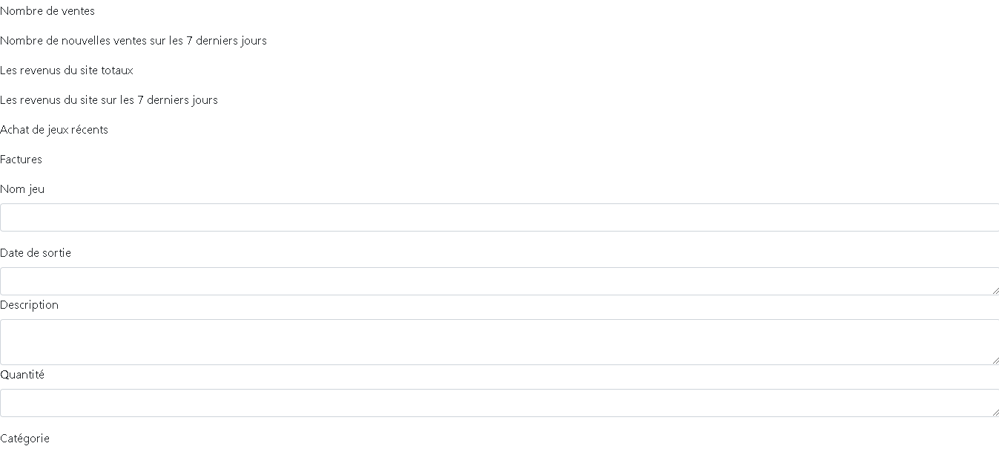 Nombre de ventes
Nombre de nouvelles ventes sur les 7 derniers jours
Les revenus du site totaux
Les revenus du site sur les 7 derniers jours
Achat de jeux récents
Factures
Nom jeu
Date de sortie
Description
Quantité
Catégorie